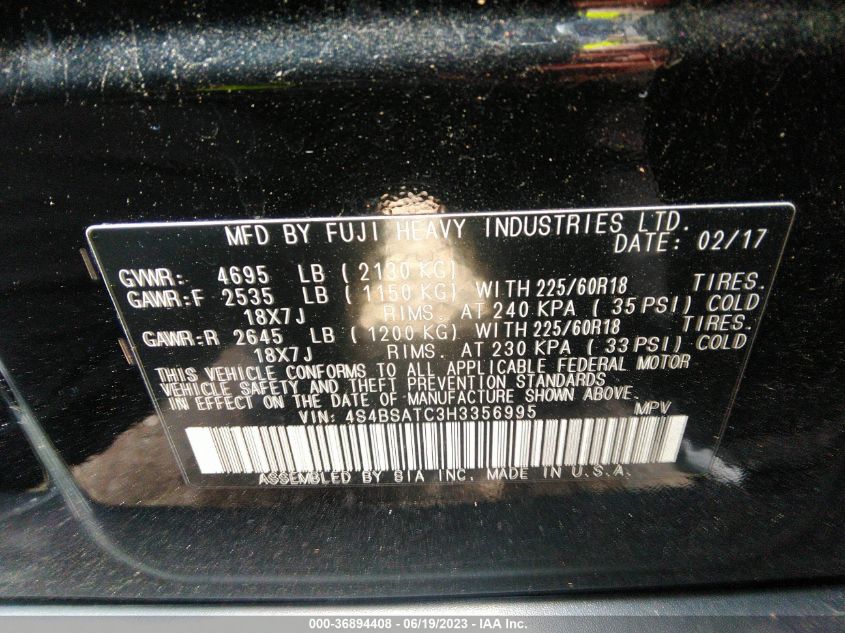 MFD BY FUJI HEAVY INDUSTRIES LTD.
DATE: 02/17
GVWR: 4695 LB ( 2130 KG)
GAWR:F 2535 LB ( 1150 KG) WITH 225/60R18 TIRES.
18X7J RIMS. AT 240 KPA ( 35 PSI) COLD
GAWR:R 2645 LB ( 1200 KG) WITH 225/60R18 TIRES.
18X7J RIMS. AT 230 KPA ( 33 PSI) COLD
THIS VEHICLE CONFORMS TO ALL APPLICABLE FEDERAL MOTOR
VEHICLE SAFETY AND THEFT PREVENTION STANDARDS
IN EFFECT ON THE DATE OF MANUFACTURE SHOWN ABOVE.
VIN: 4S4BSATC3H3356995 MPV
ASSEMBLED BY SIA INC. MADE IN U.S.A.
000-36894408 - 06/19/2023 - IAA Inc.